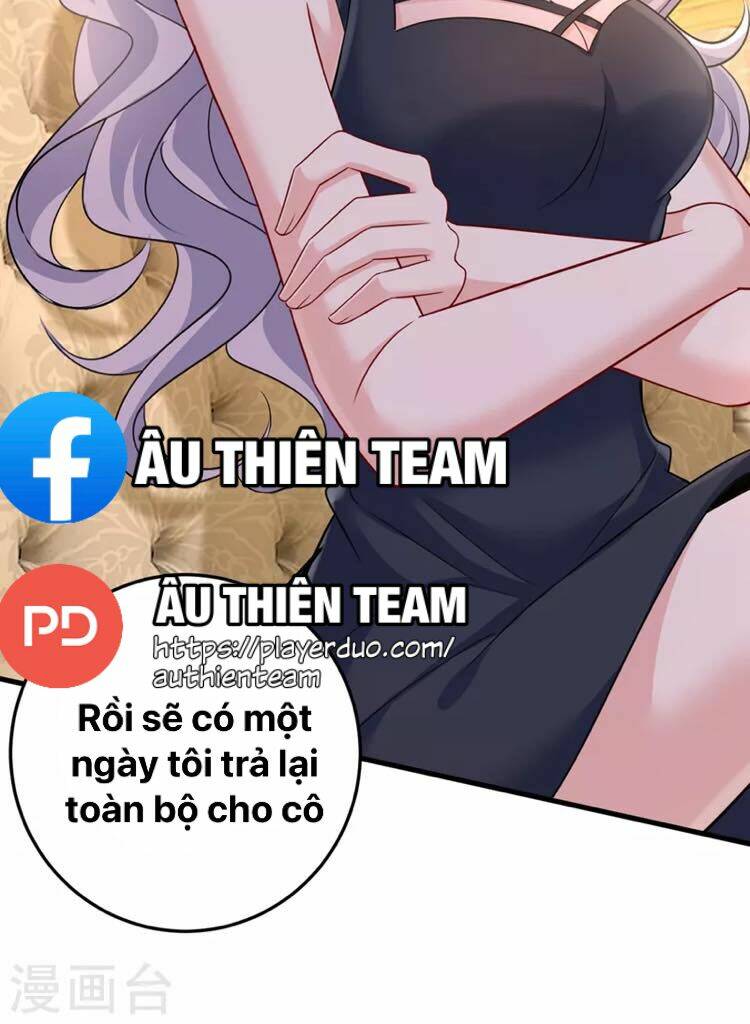 f
ÂU THIÊN TEAM
PD
ÂU THIÊN TEAM
https://playerduo.com/
authienteam
Rồi sẽ có một
ngày tôi trả lại
toàn bộ cho cô
漫画台